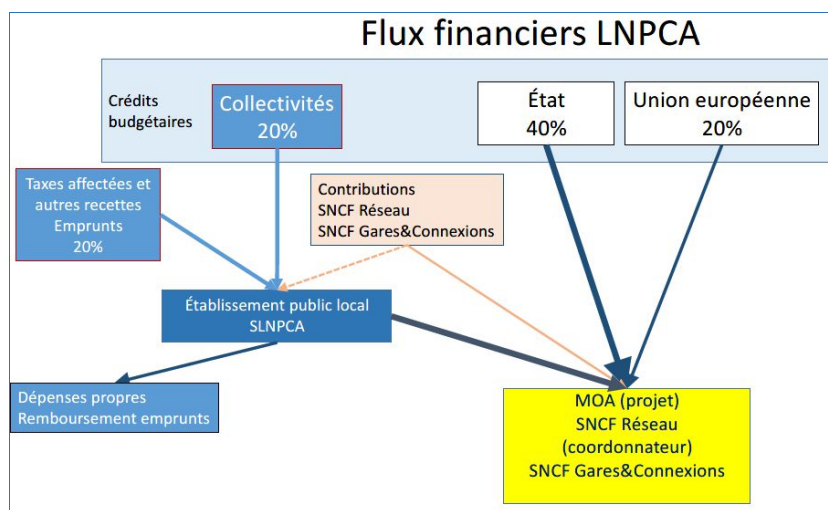 Flux financiers LNPCA
Crédits
budgétaires
Collectivités
20%
État
40%
Union européenne
20%
Taxes affectées et
autres recettes
Emprunts
20%
Contributions
SNCF Réseau
SNCF Gares&Connexions
Établissement public local
SLNPCA
Dépenses propres
Remboursement emprunts
MOA (projet)
SNCF Réseau
(coordonnateur)
SNCF Gares&Connexions